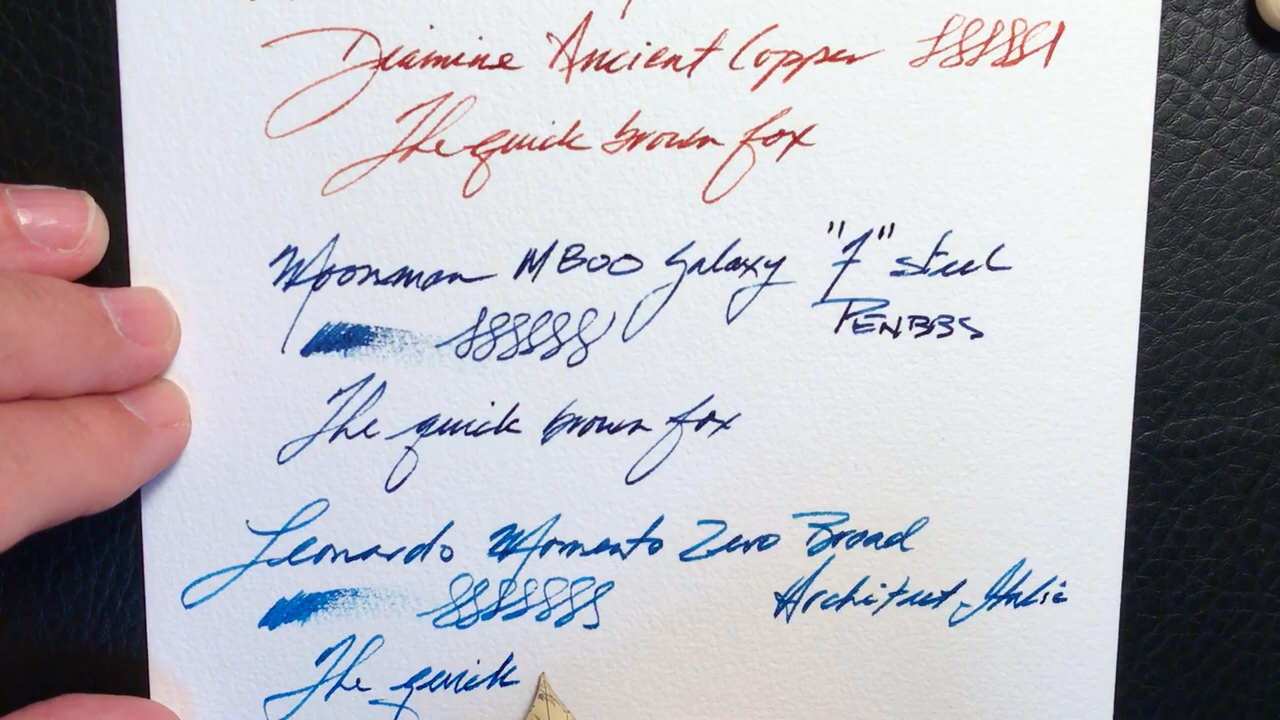 Diamine Ancient Copper
The quick brown fox
Moonman M800 Galaxy "F" steel
PENBBS
The quick brown fox
Leonardo Momento Zero Broad
Architect Italic
The quick